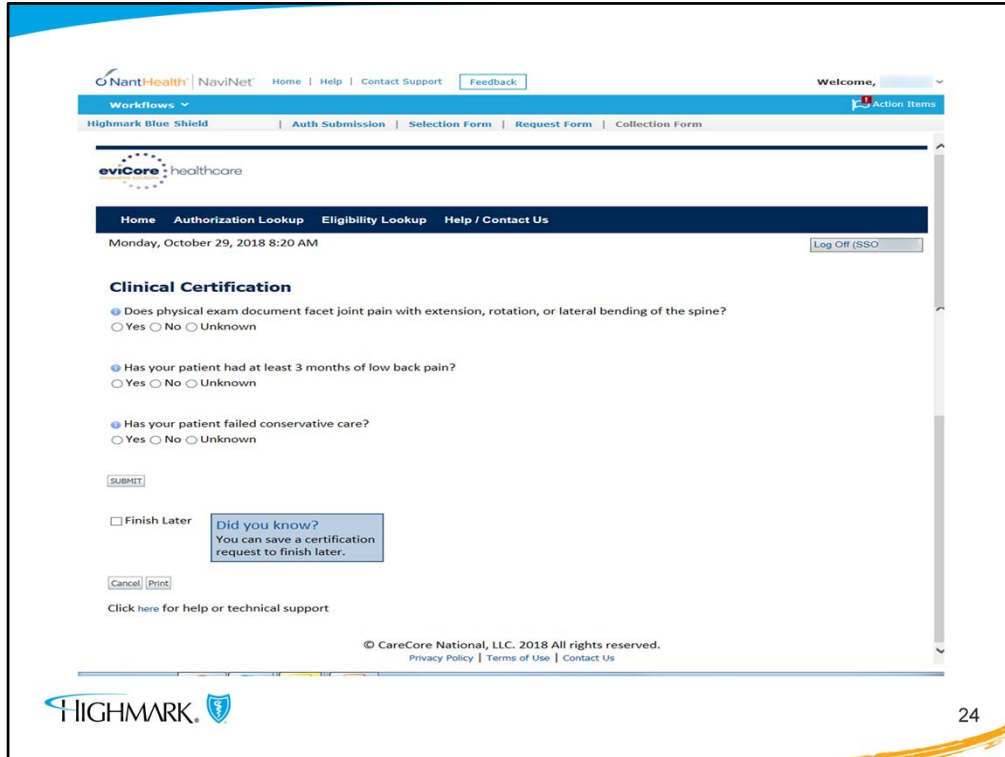 NantHealth® | NaviNet® Home | Help | Contact Support Feedback Welcome,
Workflows Action Items
Highmark Blue Shield | Auth Submission | Selection Form | Request Form | Collection Form
eviCore healthcare
Home Authorization Lookup Eligibility Lookup Help / Contact Us
Monday, October 29, 2018 8:20 AM Log Off (SSO
Clinical Certification
Does physical exam document facet joint pain with extension, rotation, or lateral bending of the spine?
Yes No Unknown
Has your patient had at least 3 months of low back pain?
Yes No Unknown
Has your patient failed conservative care?
Yes No Unknown
SUBMIT
Finish Later
Did you know?
You can save a certification
request to finish later.
Cancel Print
Click here for help or technical support
© CareCore National, LLC. 2018 All rights reserved.
Privacy Policy | Terms of Use | Contact Us
HIGHMARK®
24